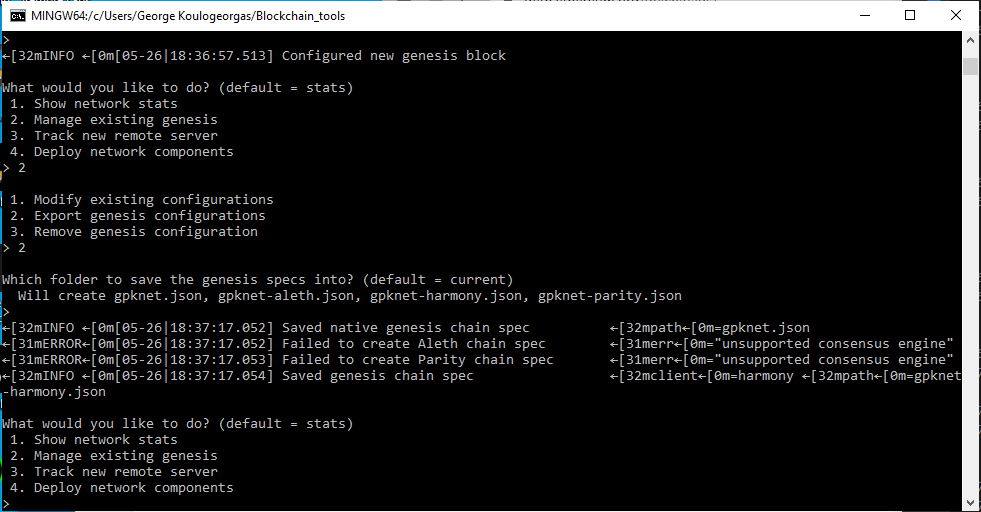 MINGW64:/c/Users/George Koulogeorgas/Blockchain_tools
>
←[32mINFO ←[0m[05-26|18:36:57.513] Configured new genesis block
What would you like to do? (default = stats)
1. Show network stats
2. Manage existing genesis
3. Track new remote server
4. Deploy network components
> 2
1. Modify existing configurations
2. Export genesis configurations
3. Remove genesis configuration
> 2
Which folder to save the genesis specs into? (default = current)
Will create gpknet.json, gpknet-aleth.json, gpknet-harmony.json, gpknet-parity.json
>
←[32mINFO ←[0m[05-26|18:37:17.052] Saved native genesis chain spec ←[32mpath←[0m=gpknet.json
←[31mERROR←[0m[05-26|18:37:17.052] Failed to create Aleth chain spec ←[31merr←[0m="unsupported consensus engine"
←[31mERROR←[0m[05-26|18:37:17.053] Failed to create Parity chain spec ←[31merr←[0m="unsupported consensus engine"
←[32mINFO ←[0m[05-26|18:37:17.054] Saved genesis chain spec ←[32mclient←[0m=harmony ←[32mpath←[0m=gpknet
-harmony.json
What would you like to do? (default = stats)
1. Show network stats
2. Manage existing genesis
3. Track new remote server
4. Deploy network components
>